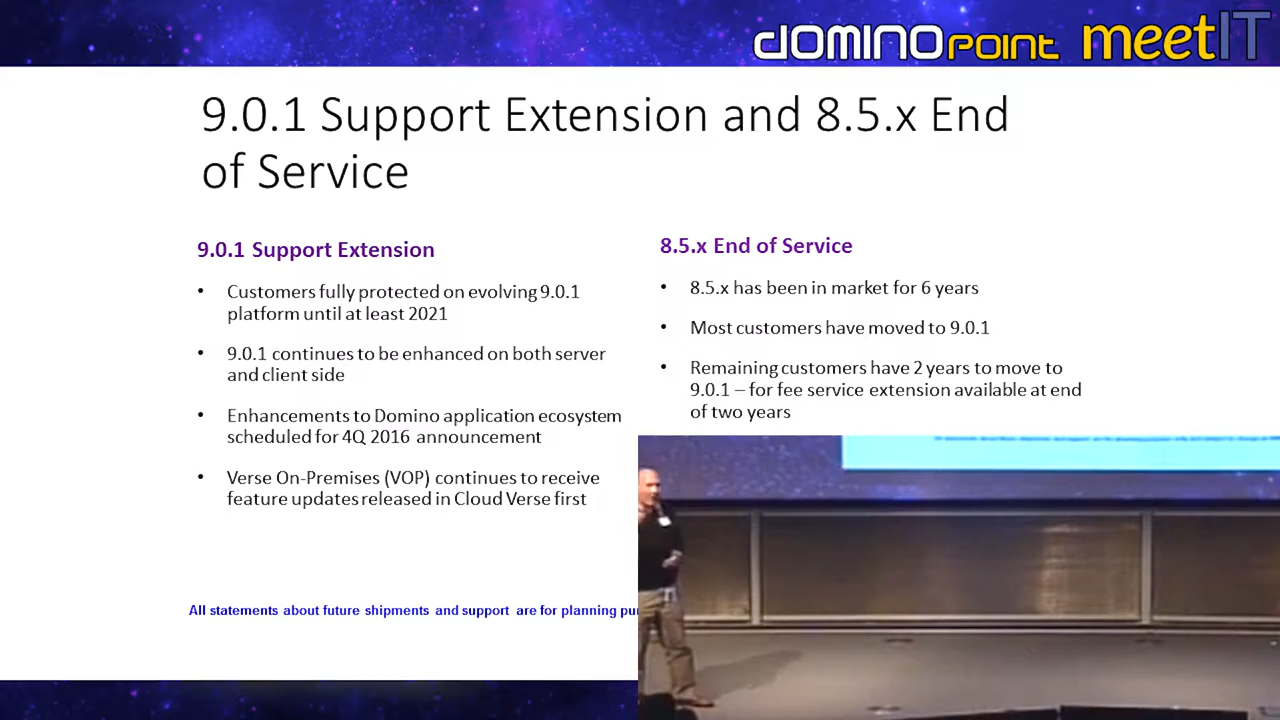 domino point meetIT
9.0.1 Support Extension and 8.5.x End
of Service
9.0.1 Support Extension
• Customers fully protected on evolving 9.0.1
platform until at least 2021
• 9.0.1 continues to be enhanced on both server
and client side
• Enhancements to Domino application ecosystem
scheduled for 4Q 2016 announcement
• Verse On-Premises (VOP) continues to receive
feature updates released in Cloud Verse first
8.5.x End of Service
• 8.5.x has been in market for 6 years
• Most customers have moved to 9.0.1
• Remaining customers have 2 years to move to
9.0.1 – for fee service extension available at end
of two years
All statements about future shipments and support are for planning